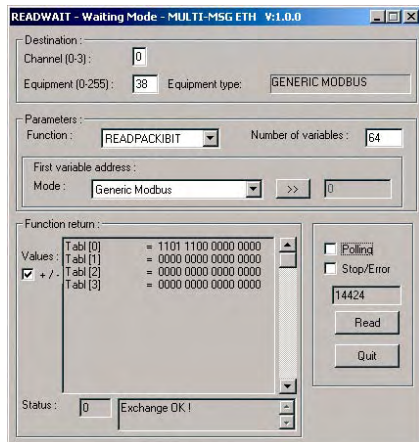 READWAIT - Waiting Mode - MULTI-MSG ETH V:1.0.0
Destination
Channel (0-3) : 0
Equipment (0-255) : 38 Equipment type: GENERIC MODBUS
Parameters :
Function : READPACKIBIT Number of variables : 64
First variable address :
Mode : Generic Modbus >> 0
Function return :
Values :
+ / -
Tabl [0] = 1101 1100 0000 0000
Tabl [1] = 0000 0000 0000 0000
Tabl [2] = 0000 0000 0000 0000
Tabl [3] = 0000 0000 0000 0000
Status : 0 Exchange OK !
Polling
Stop/Error
14424
Read
Quit